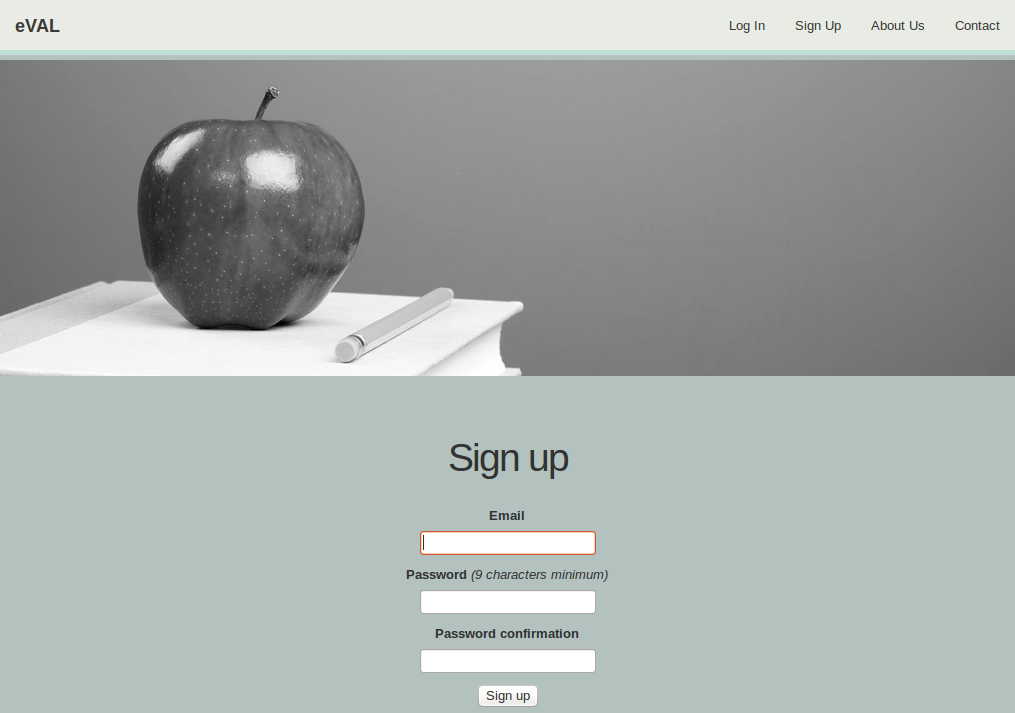 eVAL
Log In Sign Up About Us Contact
Sign up
Email
Password (9 characters minimum)
Password confirmation
Sign up